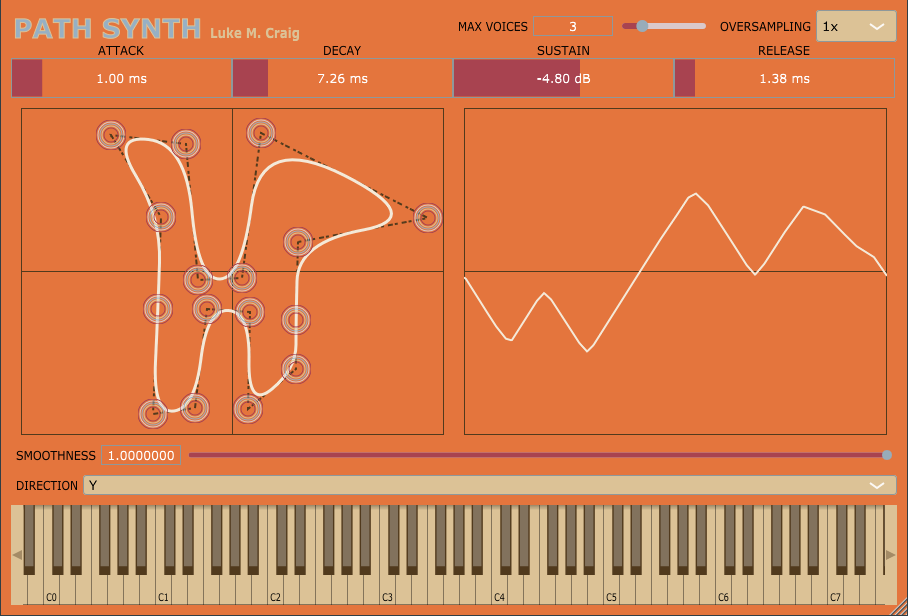 PATH SYNTH Luke M. Craig
MAX VOICES 3 OVERSAMPLING 1x
ATTACK DECAY SUSTAIN RELEASE
1.00 ms 7.26 ms -4.80 dB 1.38 ms
SMOOTHNESS 1.0000000
DIRECTION Y
C0 C1 C2 C3 C4 C5 C6 C7